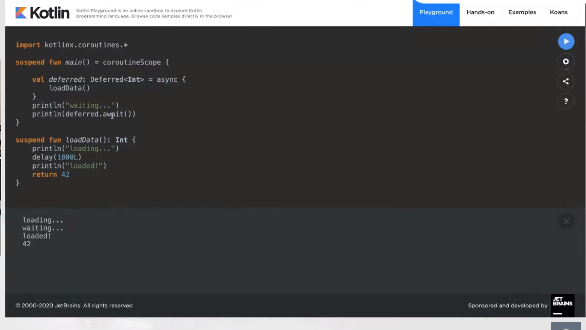 Kotlin
Kotlin Playground is an online sandbox to explore Kotlin
programming language. Browse code samples directly in the browser
Playground Hands-on Examples Koans
import kotlinx.coroutines.*
suspend fun main() = coroutineScope {
val deferred: Deferred<Int> = async {
loadData()
}
println("waiting...")
println(deferred.await())
}
suspend fun loadData(): Int {
println("loading...")
delay(1000L)
println("loaded!")
return 42
}
loading...
waiting...
loaded!
42
© 2000-2020 JetBrains. All rights reserved
Sponsored and developed by
JET
BRAINS